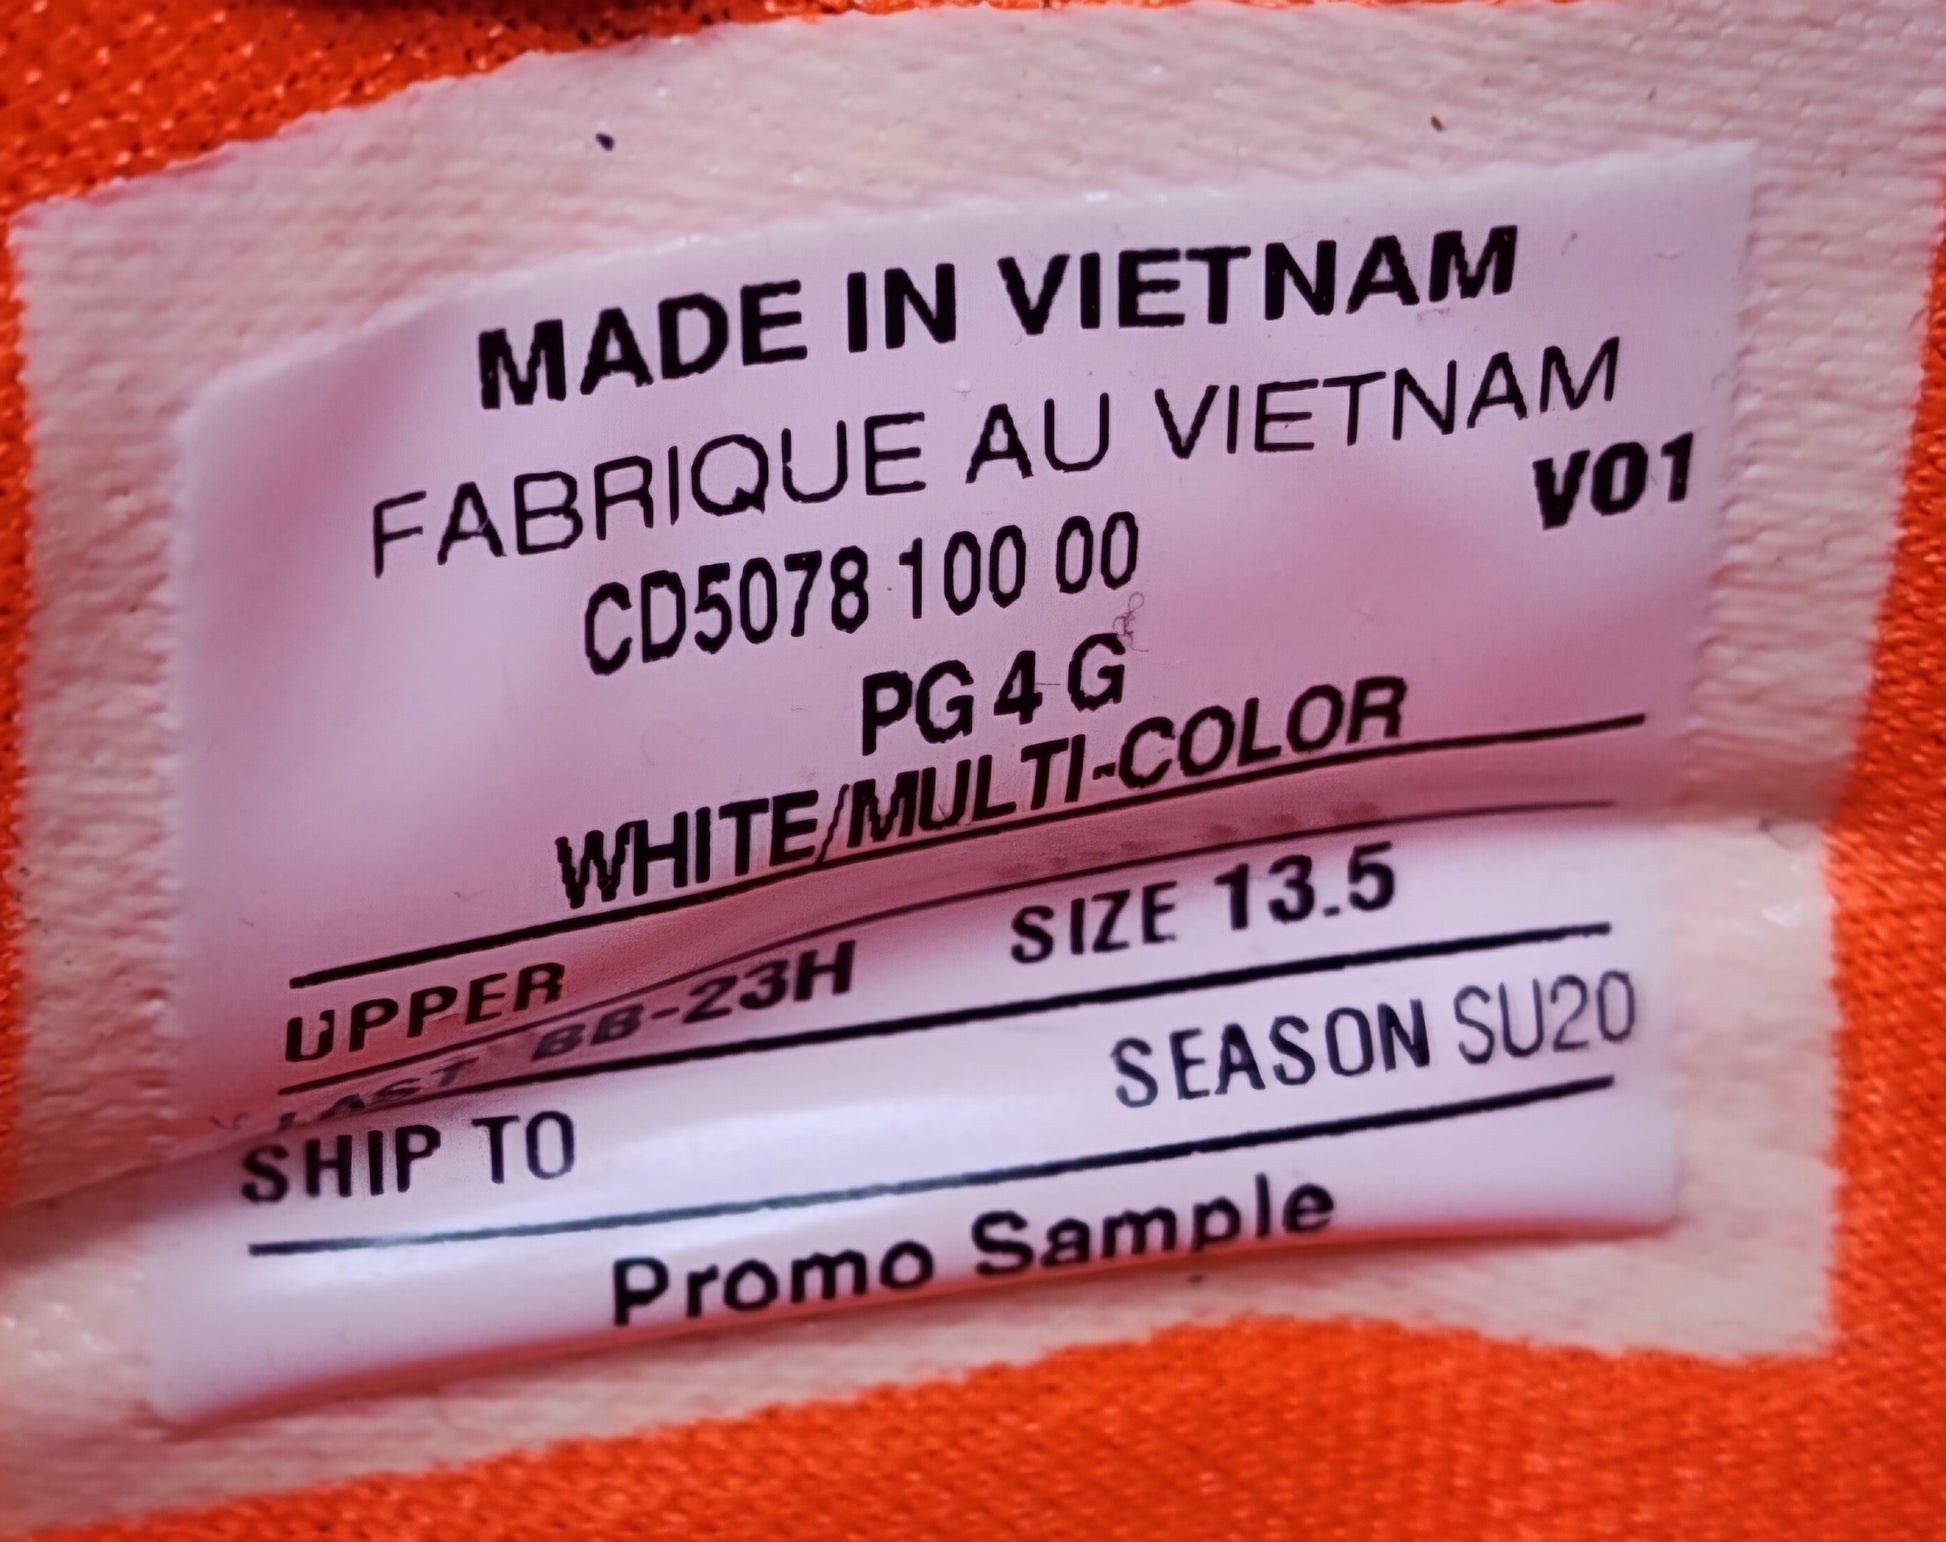 MADE IN VIETNAM
FABRIQUE AU VIETNAM
V01
CD5078 100 00
PG 4 G
WHITE/MULTI-COLOR
UPPER
LAST BB-23H SIZE 13.5
SHIP TO SEASON SU20
Promo Sample